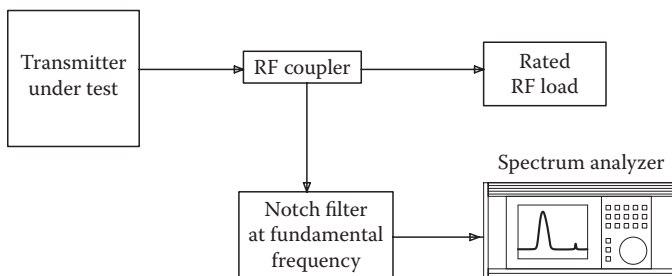 Transmitter
under test
RF coupler
Rated
RF load
Spectrum analyzer
Notch filter
at fundamental
frequency